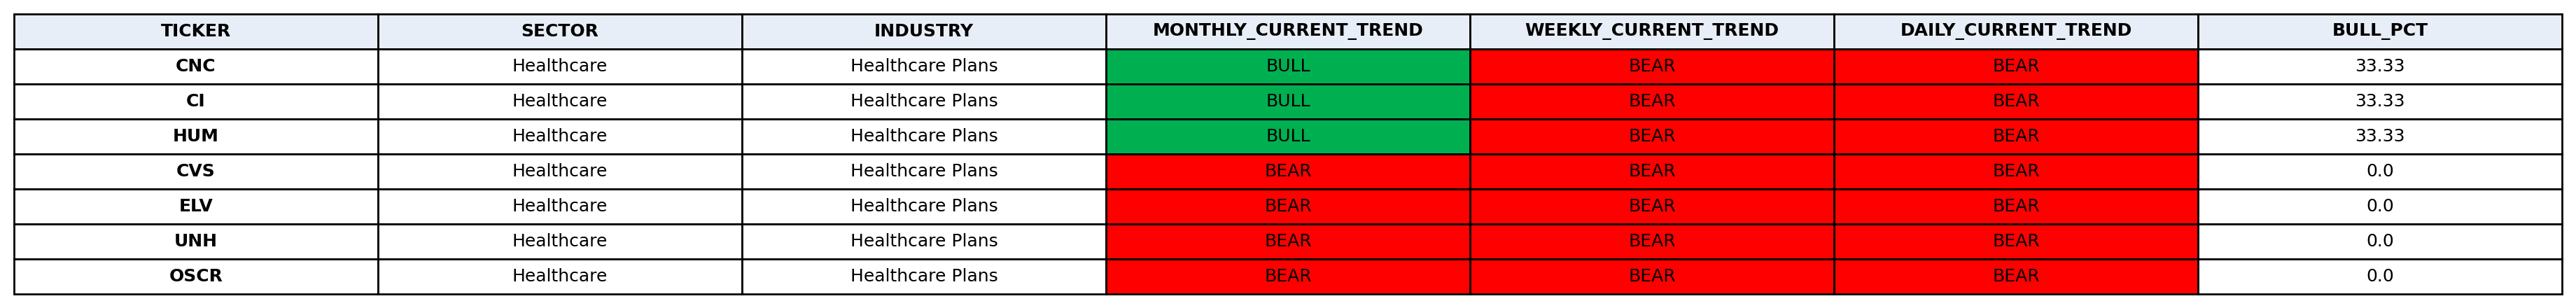 TICKER SECTOR INDUSTRY MONTHLY_CURRENT_TREND WEEKLY_CURRENT_TREND DAILY_CURRENT_TREND BULL_PCT
CNC Healthcare Healthcare Plans BULL BEAR BEAR 33.33
CI Healthcare Healthcare Plans BULL BEAR BEAR 33.33
HUM Healthcare Healthcare Plans BULL BEAR BEAR 33.33
CVS Healthcare Healthcare Plans BEAR BEAR BEAR 0.0
ELV Healthcare Healthcare Plans BEAR BEAR BEAR 0.0
UNH Healthcare Healthcare Plans BEAR BEAR BEAR 0.0
OSCR Healthcare Healthcare Plans BEAR BEAR BEAR 0.0